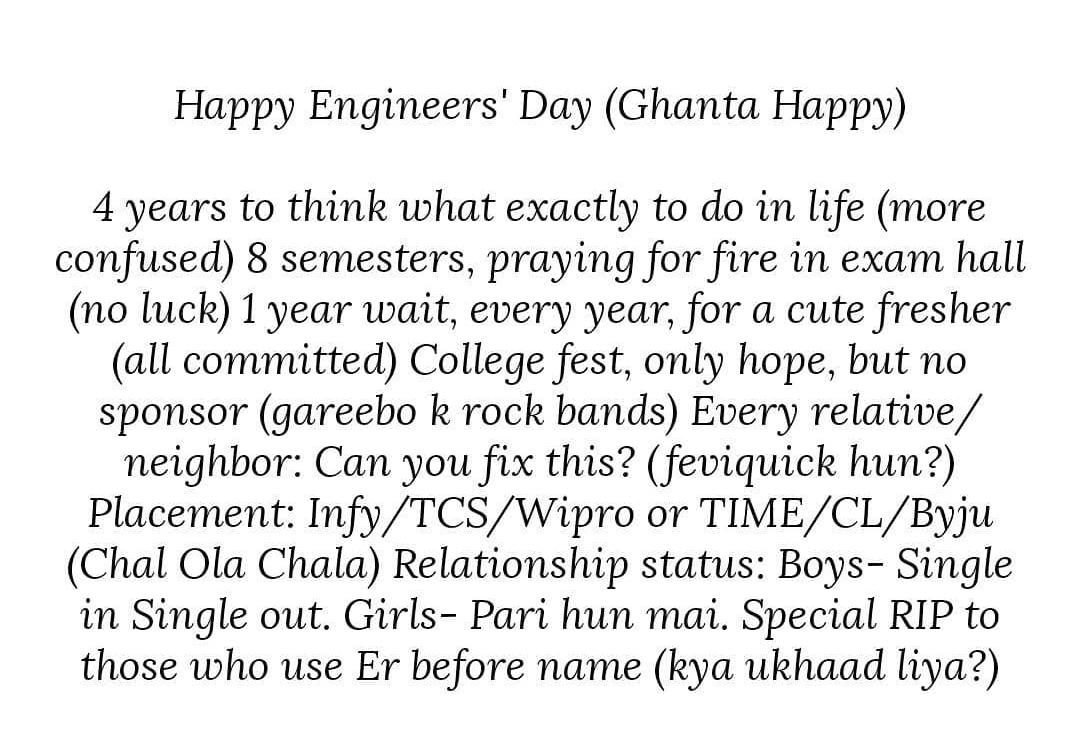 Happy Engineers' Day (Ghanta Happy)
4 years to think what exactly to do in life (more
confused) 8 semesters, praying for fire in exam hall
(no luck) 1 year wait, every year, for a cute fresher
(all committed) College fest, only hope, but no
sponsor (gareebo k rock bands) Every relative/
neighbor: Can you fix this? (feviquick hun?)
Placement: Infy/TCS/Wipro or TIME/CL/Byju
(Chal Ola Chala) Relationship status: Boys- Single
in Single out. Girls- Pari hun mai. Special RIP to
those who use Er before name (kya ukhaad liya?)